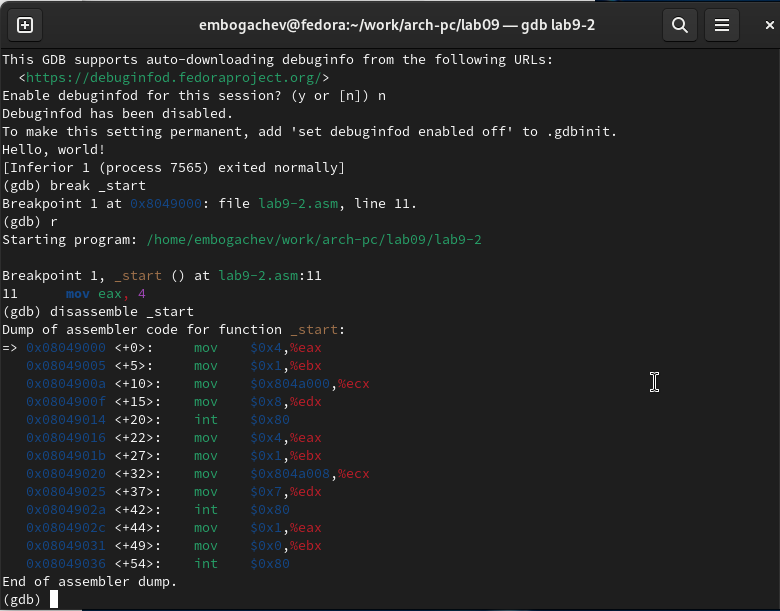 embogachev@fedora:~/work/arch-pc/lab09 — gdb lab9-2
This GDB supports auto-downloading debuginfo from the following URLs:
  <https://debuginfod.fedoraproject.org/>
Enable debuginfod for this session? (y or [n]) n
Debuginfod has been disabled.
To make this setting permanent, add 'set debuginfod enabled off' to .gdbinit.
Hello, world!
[Inferior 1 (process 7565) exited normally]
(gdb) break _start
Breakpoint 1 at 0x8049000: file lab9-2.asm, line 11.
(gdb) r
Starting program: /home/embogachev/work/arch-pc/lab09/lab9-2
Breakpoint 1, _start () at lab9-2.asm:11
11      mov eax, 4
(gdb) disassemble _start
Dump of assembler code for function _start:
=> 0x08049000 <+0>:     mov    $0x4,%eax
   0x08049005 <+5>:     mov    $0x1,%ebx
   0x0804900a <+10>:    mov    $0x804a000,%ecx
   0x0804900f <+15>:    mov    $0x8,%edx
   0x08049014 <+20>:    int    $0x80
   0x08049016 <+22>:    mov    $0x4,%eax
   0x0804901b <+27>:    mov    $0x1,%ebx
   0x08049020 <+32>:    mov    $0x804a008,%ecx
   0x08049025 <+37>:    mov    $0x7,%edx
   0x0804902a <+42>:    int    $0x80
   0x0804902c <+44>:    mov    $0x1,%eax
   0x08049031 <+49>:    mov    $0x0,%ebx
   0x08049036 <+54>:    int    $0x80
End of assembler dump.
(gdb)